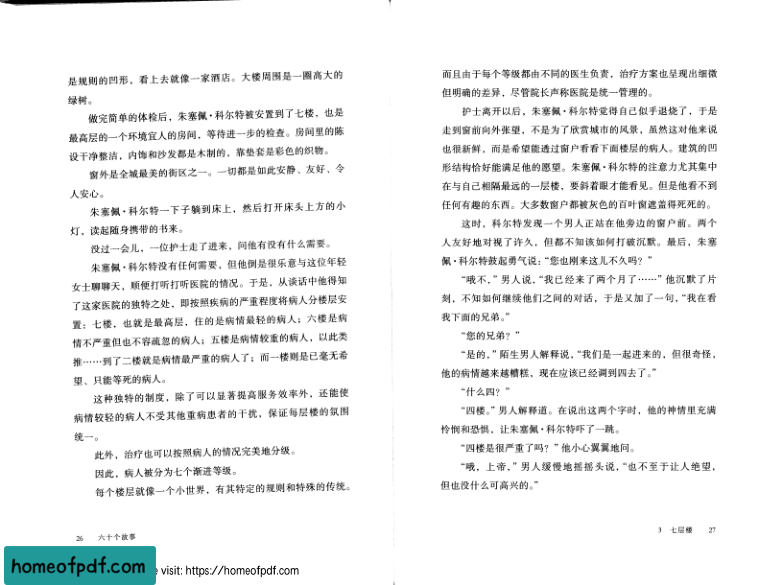 是规则的凹形，看上去就像一家酒店。大楼周围是一圈高大的
绿树。
做完简单的体检后，朱塞佩·科尔特被安置到了七楼，也是
最高层的一个环境宜人的房间，等待进一步的检查。房间里的陈
设干净整洁，内饰和沙发都是木制的，靠垫套是彩色的织物。
窗外是全城最美的街区之一。一切都是如此安静、友好、令
人安心。
朱塞佩·科尔特一下子躺到床上，然后打开床头上方的小
灯，读起随身携带的书来。
没过一会儿，一位护士走了进来，问他有没有什么需要。
朱塞佩·科尔特没有任何需要，但他倒是很乐意与这位年轻
女士聊聊天，顺便打听打听医院的情况。于是，从谈话中他得知
了这家医院的独特之处，即按照疾病的严重程度将病人分楼层安
置：七楼，也就是最高层，住的是病情最轻的病人；六楼是病
情不严重但也不容疏忽的病人；五楼是病情较重的病人，以此类
推……到了二楼就是病情最严重的病人了；而一楼则是已毫无希
望、只能等死的病人。
这种独特的制度，除了可以显著提高服务效率外，还能使
病情较轻的病人不受其他重病患者的干扰，保证每层楼的氛围
统一。
此外，治疗也可以按照病人的情况完美地分级。
因此，病人被分为七个渐进等级。
每个楼层就像一个小世界，有其特定的规则和特殊的传统。
26 六十个故事
而且由于每个等级都由不同的医生负责，治疗方案也呈现出细微
但明确的差异，尽管院长声称医院是统一管理的。
护士离开以后，朱塞佩·科尔特觉得自己似乎退烧了，于是
走到窗前向外张望，不是为了欣赏城市的风景，虽然这对他来说
也很新鲜，而是希望能透过窗户看看下面楼层的病人。建筑的凹
形结构恰好能满足他的愿望。朱塞佩·科尔特的注意力尤其集中
在与自己相隔最远的一层楼，要斜着眼才能看见。但是他看不到
任何有趣的东西。大多数窗户都被灰色的百叶窗遮盖得死死的。
这时，科尔特发现一个男人正站在他旁边的窗户前。两个
人友好地对视了许久，但都不知该如何打破沉默。最后，朱塞
佩·科尔特鼓起勇气说：“您也刚来这儿不久吗？”
“哦不，”男人说，“我已经来了两个月了……”他沉默了片
刻，不知如何继续他们之间的对话，于是又加了一句，“我在看
我下面的兄弟。”
“您的兄弟？”
“是的，”陌生男人解释说，“我们是一起进来的，但很奇怪，
他的病情越来越糟糕，现在应该已经调到四去了。”
“什么四？”
“四楼。”男人解释道。在说出这两个字时，他的神情里充满
怜悯和恐惧，让朱塞佩·科尔特吓了一跳。
“四楼是很严重了吗？”他小心翼翼地问。
“哦，上帝，”男人缓慢地摇摇头说，“也不至于让人绝望，
但也没什么可高兴的。”
3 七层楼 27
homeofpdf.com
e visit: https://homeofpdf.com